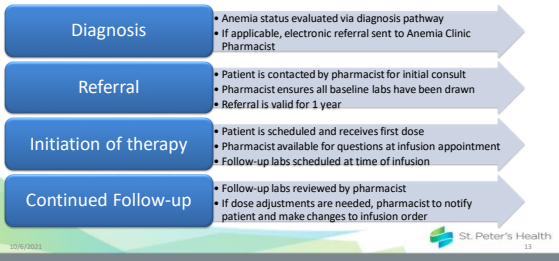 Diagnosis
• Anemia status evaluated via diagnosis pathway
• If applicable, electronic referral sent to Anemia Clinic
Pharmacist
Referral
• Patient is contacted by pharmacist for initial consult
• Pharmacist ensures all baseline labs have been drawn
• Referral is valid for 1 year
Initiation of therapy
• Patient is scheduled and receives first dose
• Pharmacist available for questions at infusion appointment
• Follow-up labs scheduled at time of infusion
Continued Follow-up
• Follow-up labs reviewed by pharmacist
• If dose adjustments are needed, pharmacist to notify
patient and make changes to infusion order
St. Peter's Health
10/6/2021
13